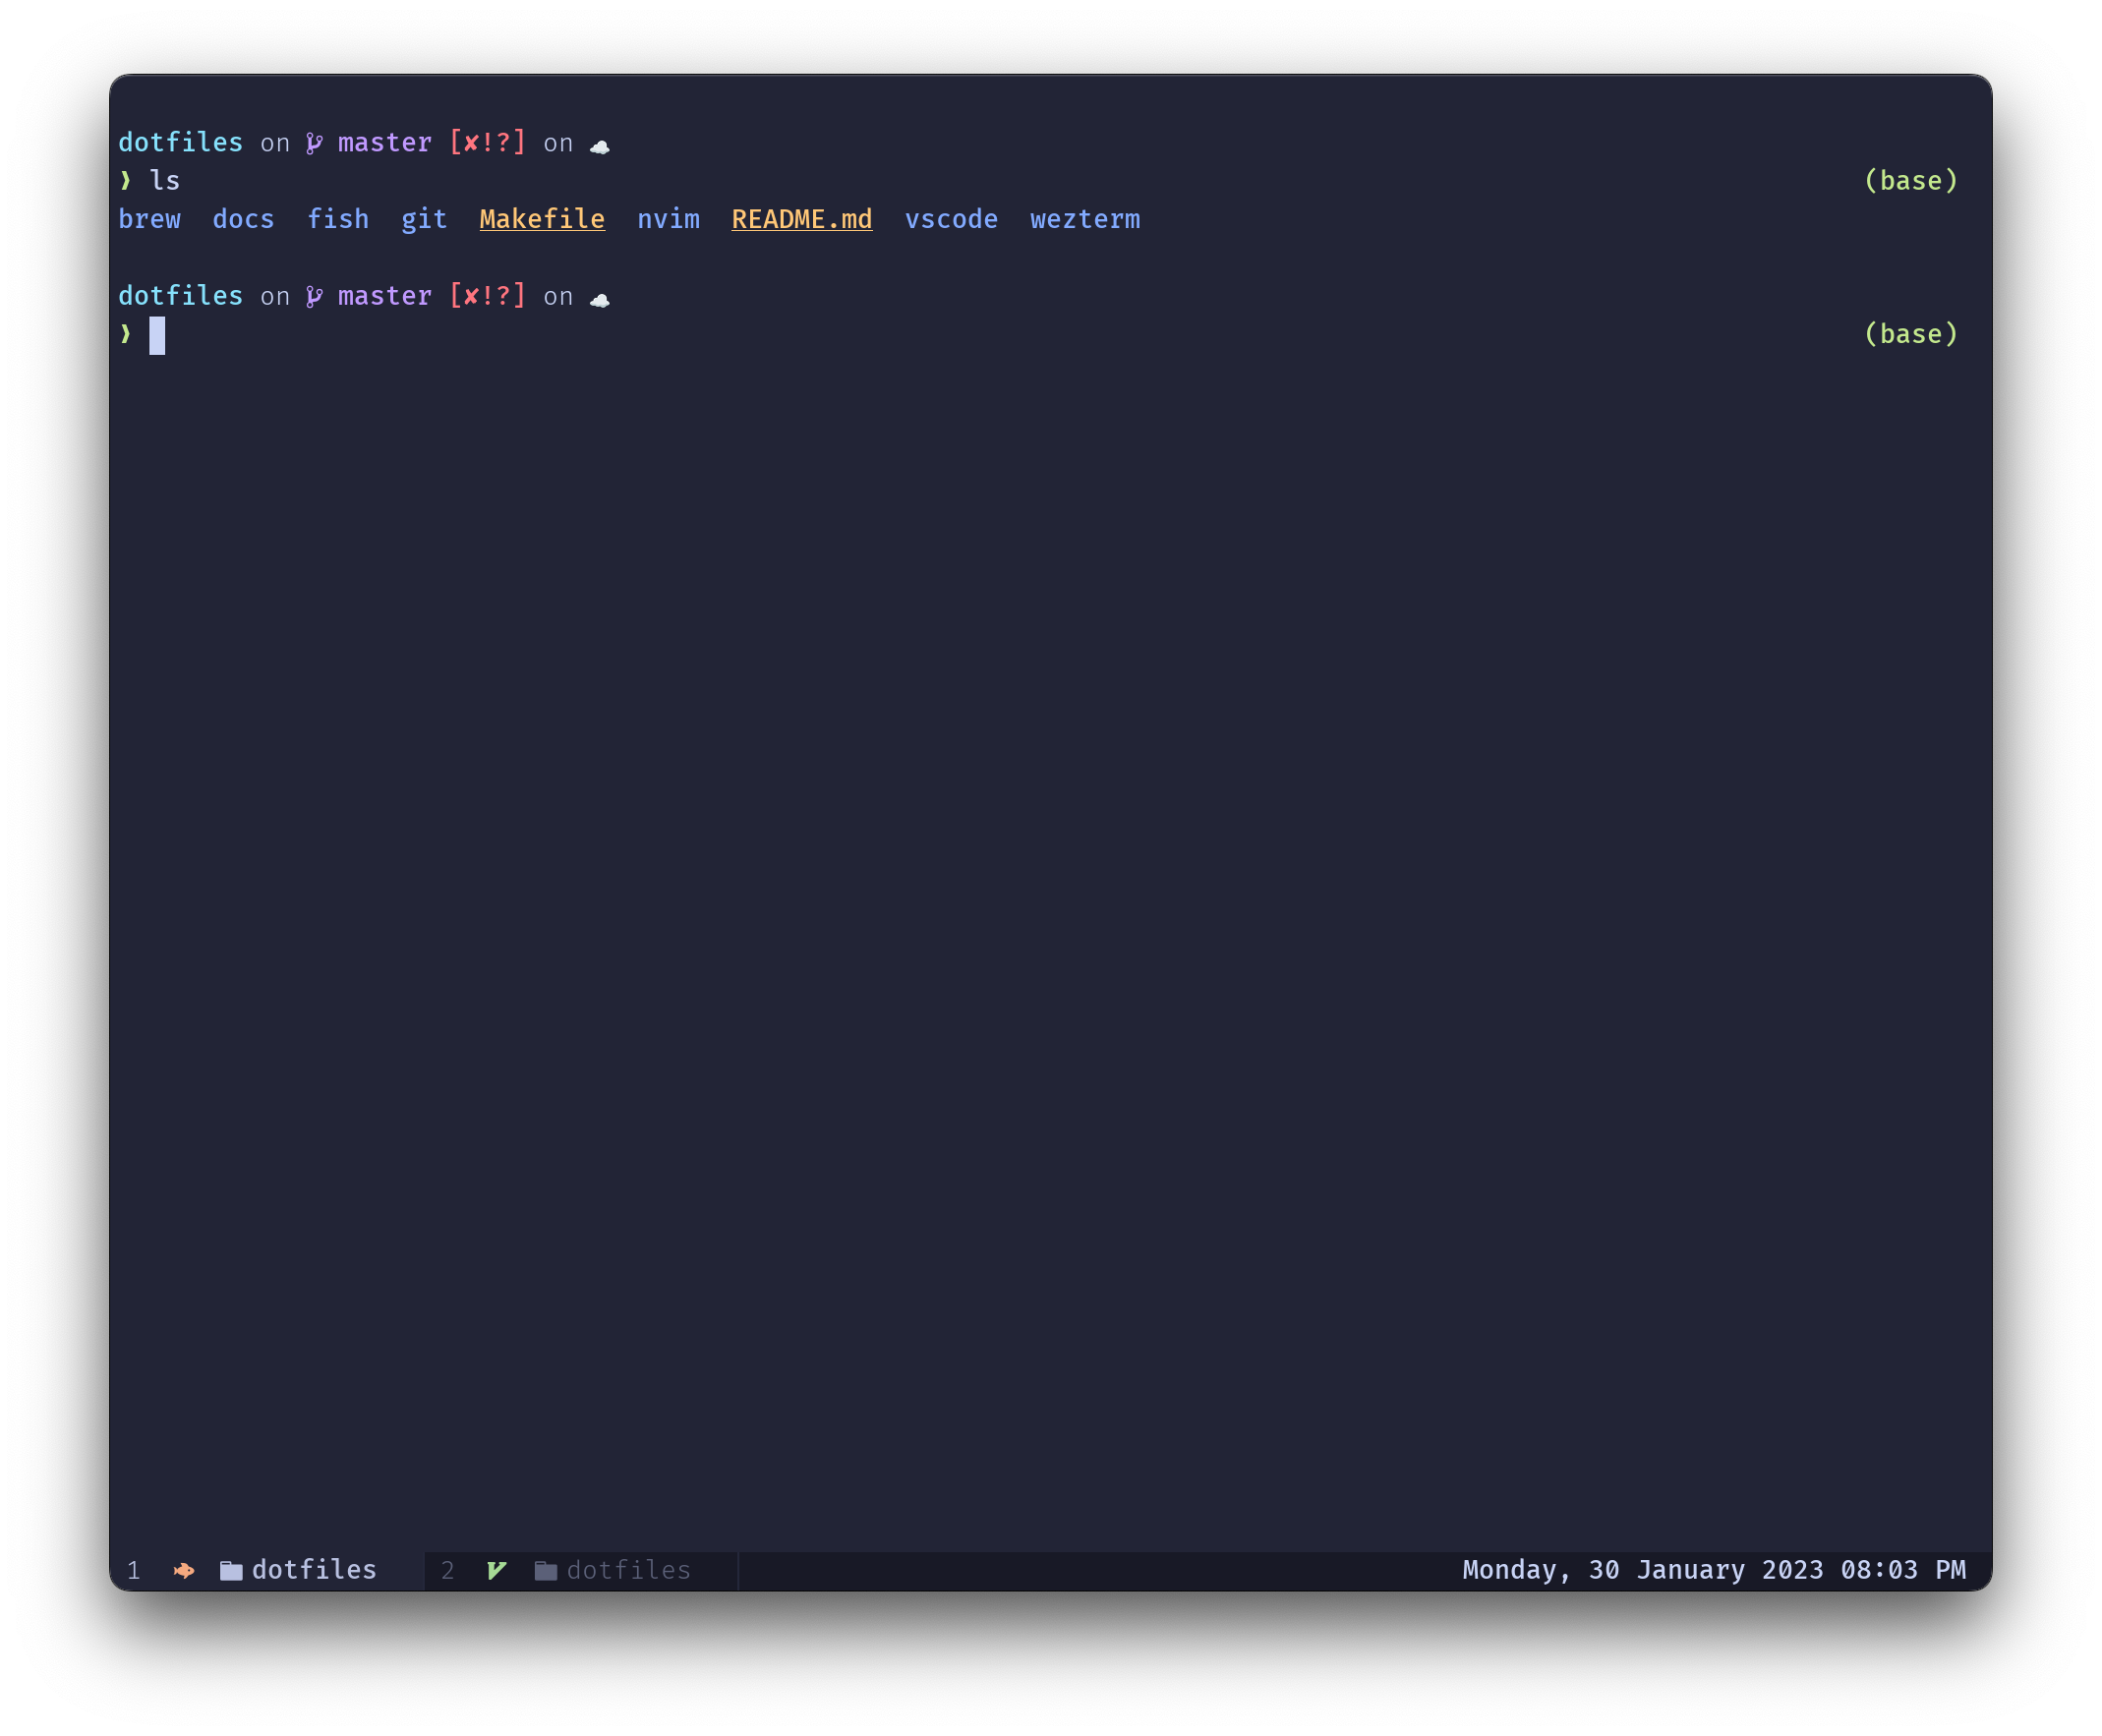 dotfiles on master [✘!?] on ☁️
❱ ls (base)
brew docs fish git Makefile nvim README.md vscode wezterm
dotfiles on master [✘!?] on ☁️
❱ (base)
1 dotfiles 2 dotfiles Monday, 30 January 2023 08:03 PM